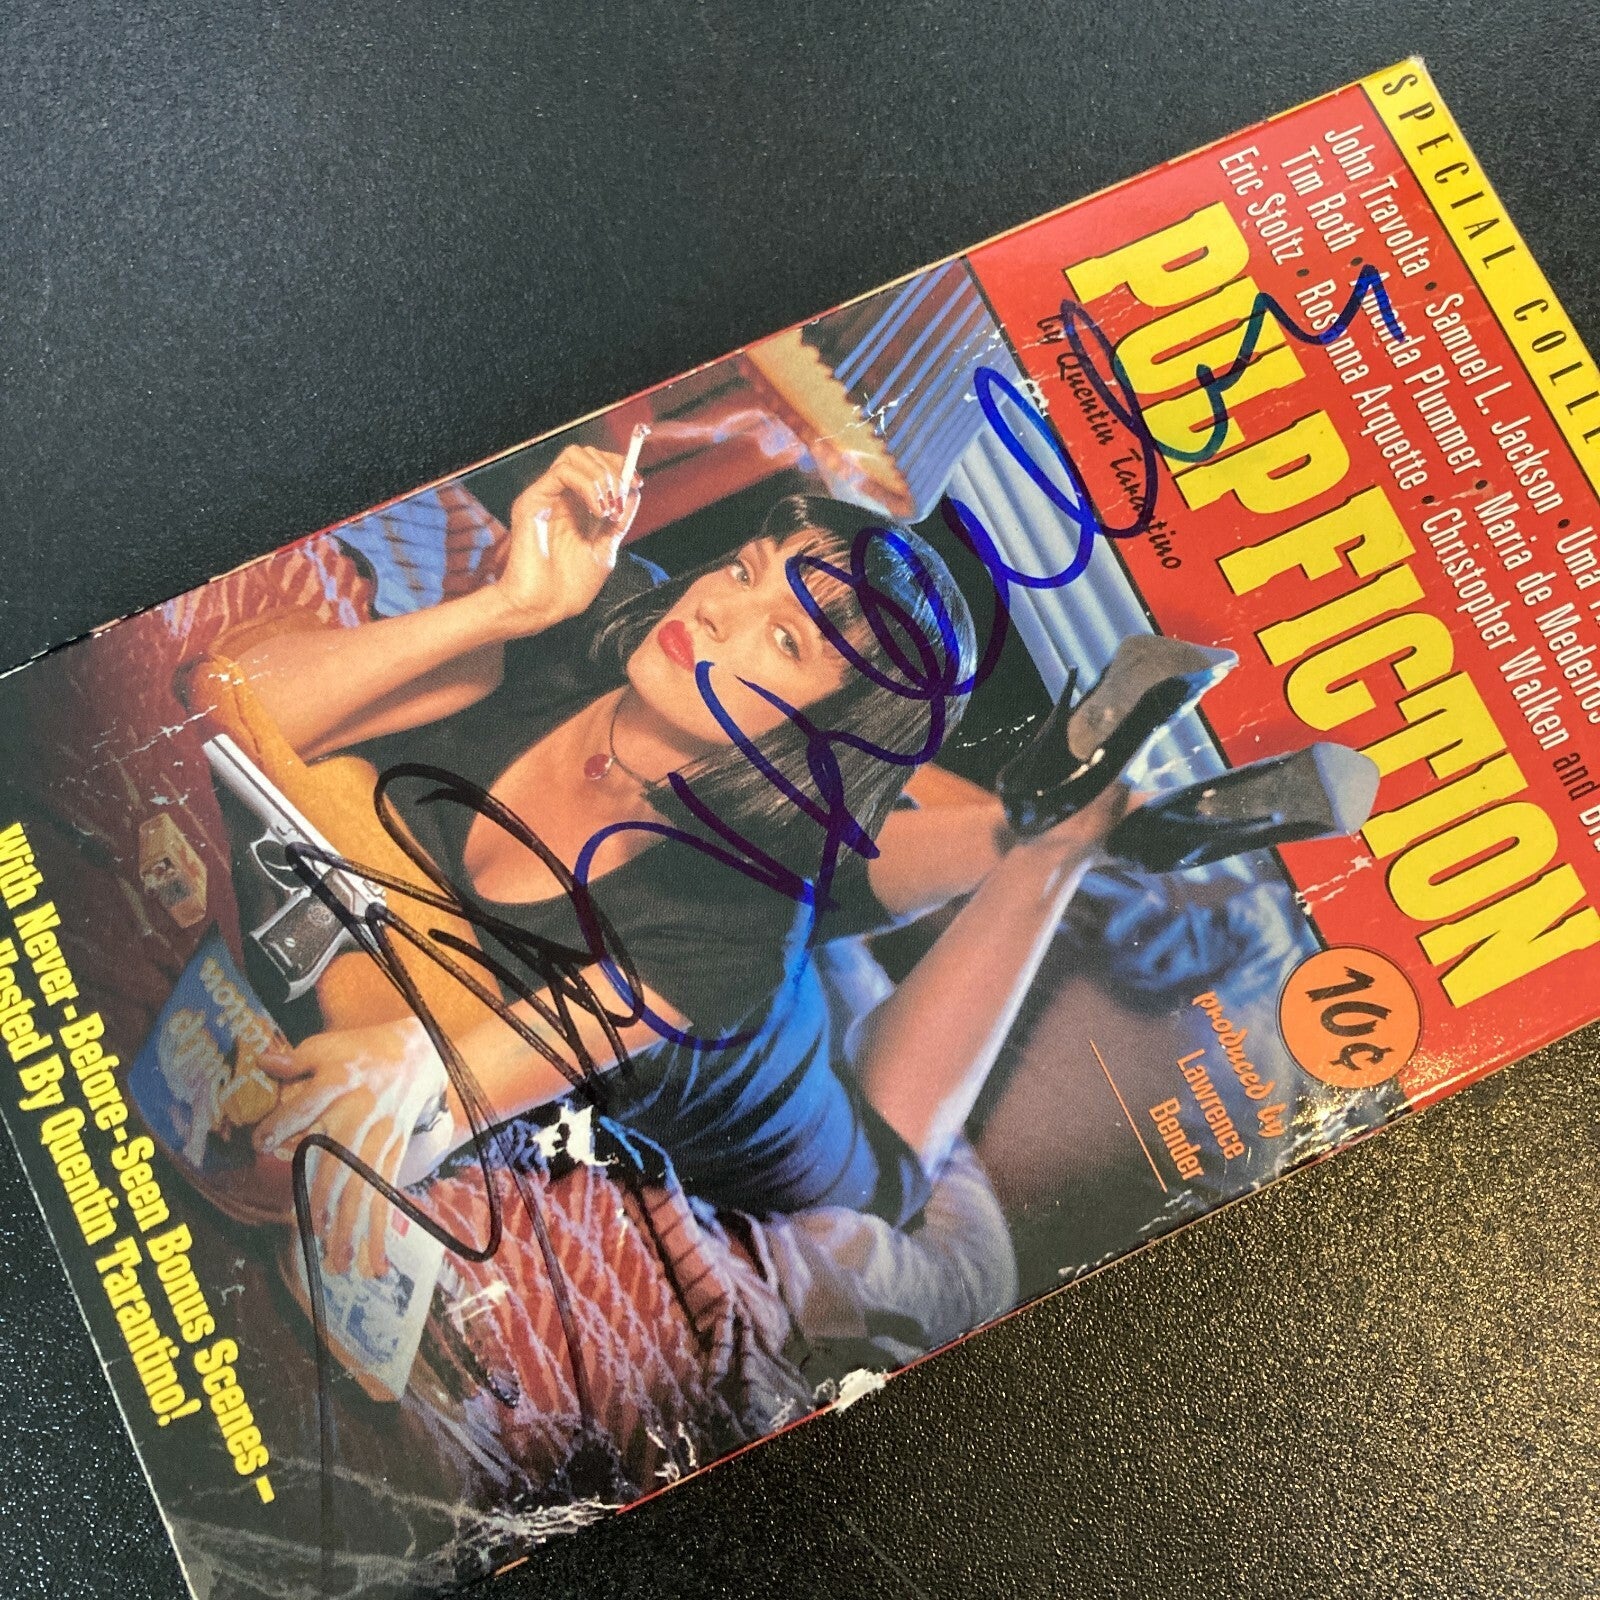 SPECIAL COLLE
John Travolta • Samuel L. Jackson • Uma
Tim Roth • Amanda Plummer • Maria de Medeiros
Eric Stoltz • Rosanna Arquette • Christopher Walken and
PULP FICTION
by Quentin Tarantino
10¢
produced by
Lawrence
Bender
With Never-Before-Seen Bonus Scenes-
Hosted By Quentin Tarantino!